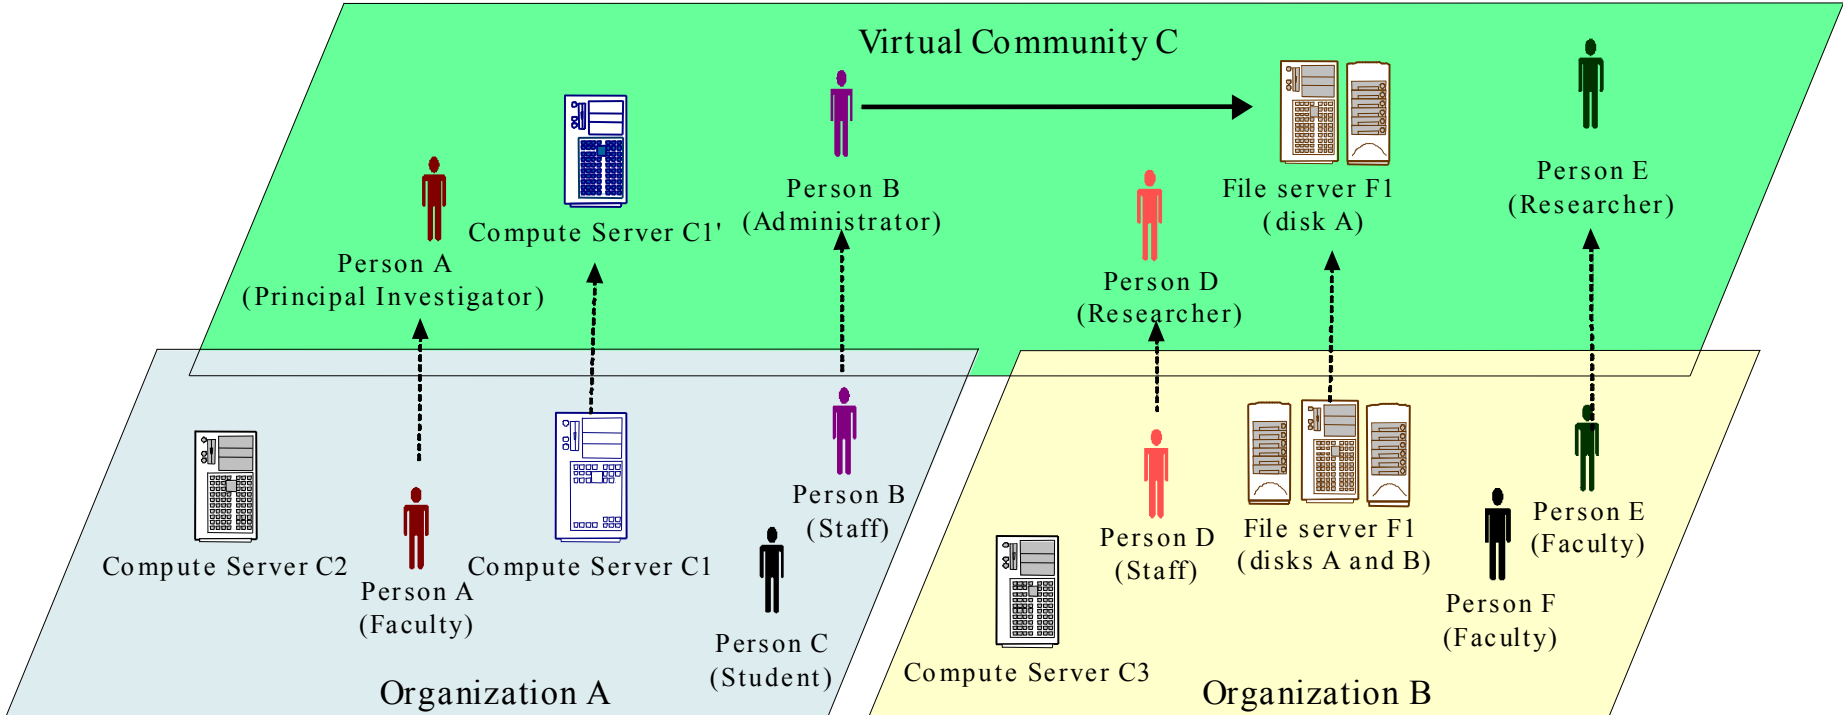 Virtual Community C
Person E
(Researcher)
Person B
(Administrator)
File server F1
(disk A)
Compute Server C1'
Person A
(Principal Investigator)
Person D
(Researcher)
Person B
(Staff)
Compute Server C2
Compute Server C1
Person A
(Faculty)
Person C
(Student)
Organization A
Person D
(Staff)
File server F1
(disks A and B)
Person E
(Faculty)
Person F
(Faculty)
Compute Server C3
Organization B